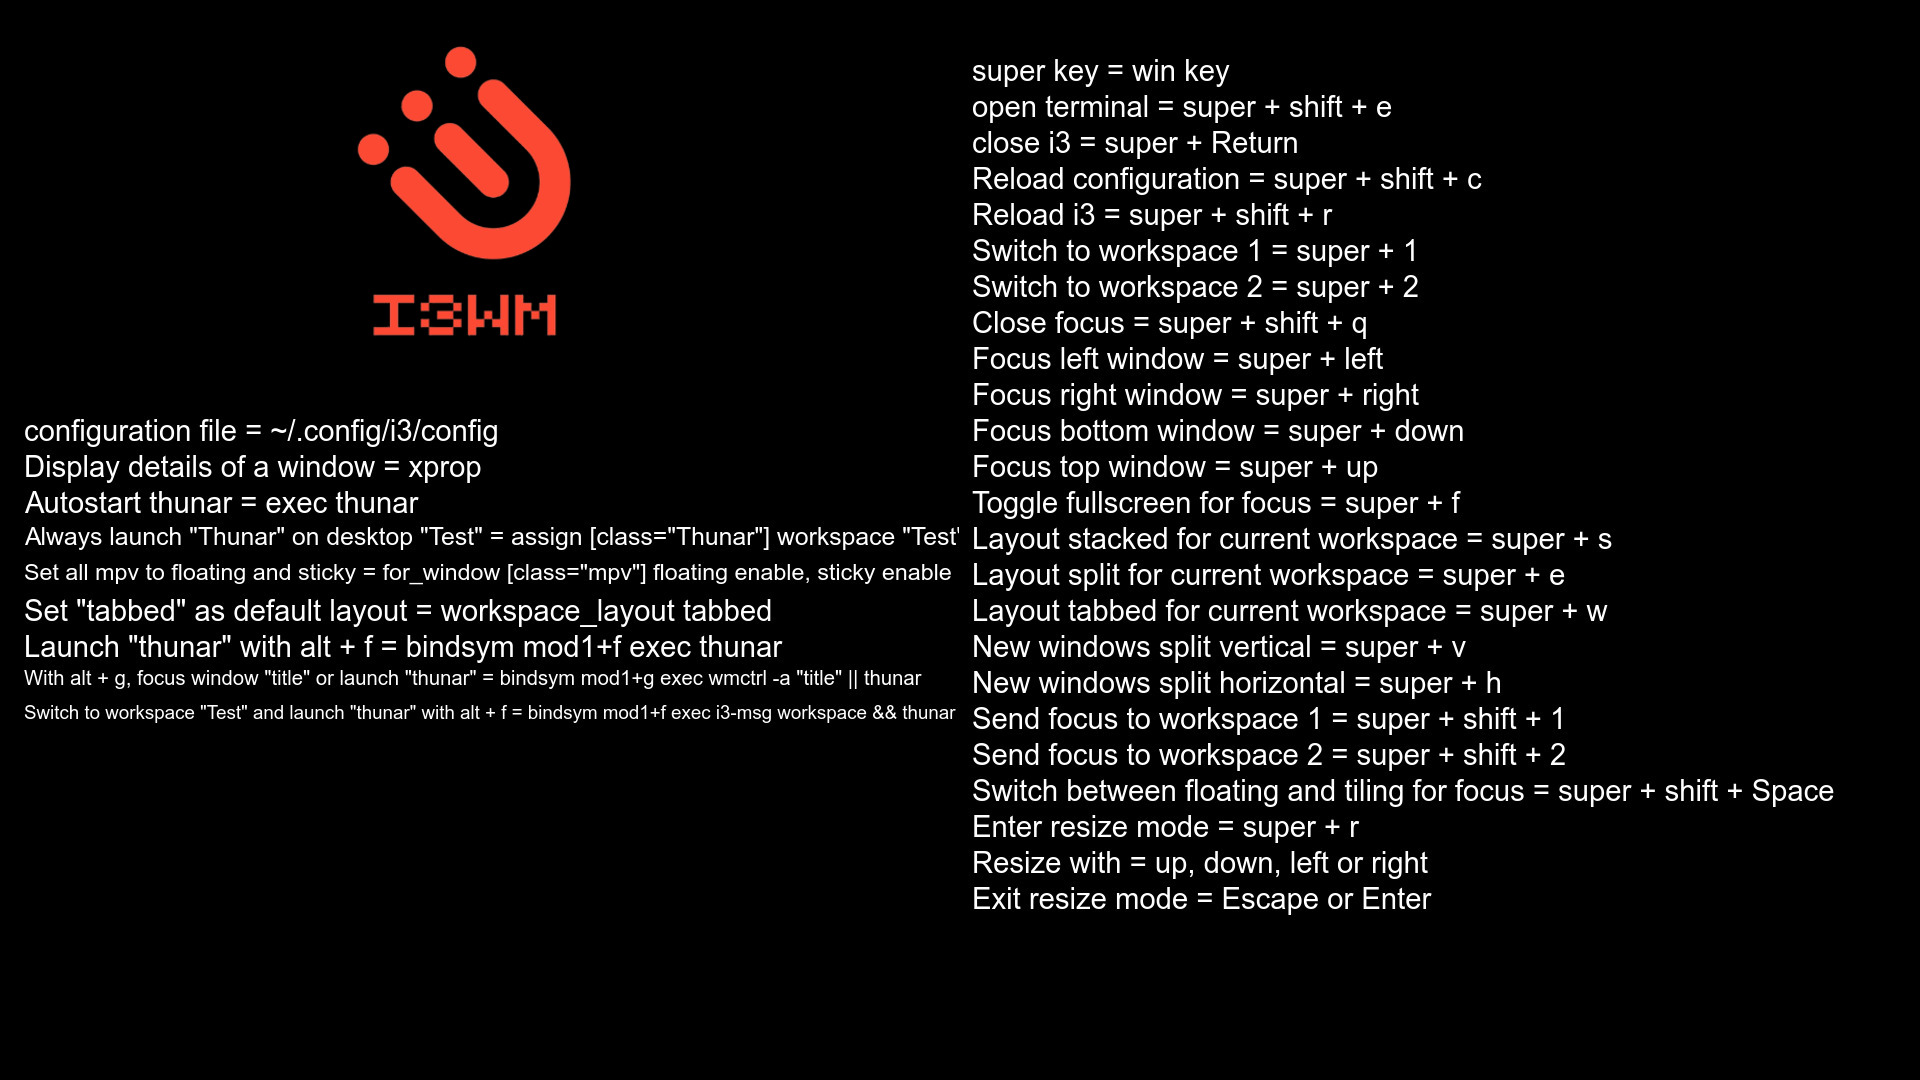 I3WM
configuration file = ~/.config/i3/config
Display details of a window = xprop
Autostart thunar = exec thunar
Always launch "Thunar" on desktop "Test" = assign [class="Thunar"] workspace "Test"
Set all mpv to floating and sticky = for_window [class="mpv"] floating enable, sticky enable
Set "tabbed" as default layout = workspace_layout tabbed
Launch "thunar" with alt + f = bindsym mod1+f exec thunar
With alt + g, focus window "title" or launch "thunar" = bindsym mod1+g exec wmctrl -a "title" || thunar
Switch to workspace "Test" and launch "thunar" with alt + f = bindsym mod1+f exec i3-msg workspace && thunar
super key = win key
open terminal = super + shift + e
close i3 = super + Return
Reload configuration = super + shift + c
Reload i3 = super + shift + r
Switch to workspace 1 = super + 1
Switch to workspace 2 = super + 2
Close focus = super + shift + q
Focus left window = super + left
Focus right window = super + right
Focus bottom window = super + down
Focus top window = super + up
Toggle fullscreen for focus = super + f
Layout stacked for current workspace = super + s
Layout split for current workspace = super + e
Layout tabbed for current workspace = super + w
New windows split vertical = super + v
New windows split horizontal = super + h
Send focus to workspace 1 = super + shift + 1
Send focus to workspace 2 = super + shift + 2
Switch between floating and tiling for focus = super + shift + Space
Enter resize mode = super + r
Resize with = up, down, left or right
Exit resize mode = Escape or Enter